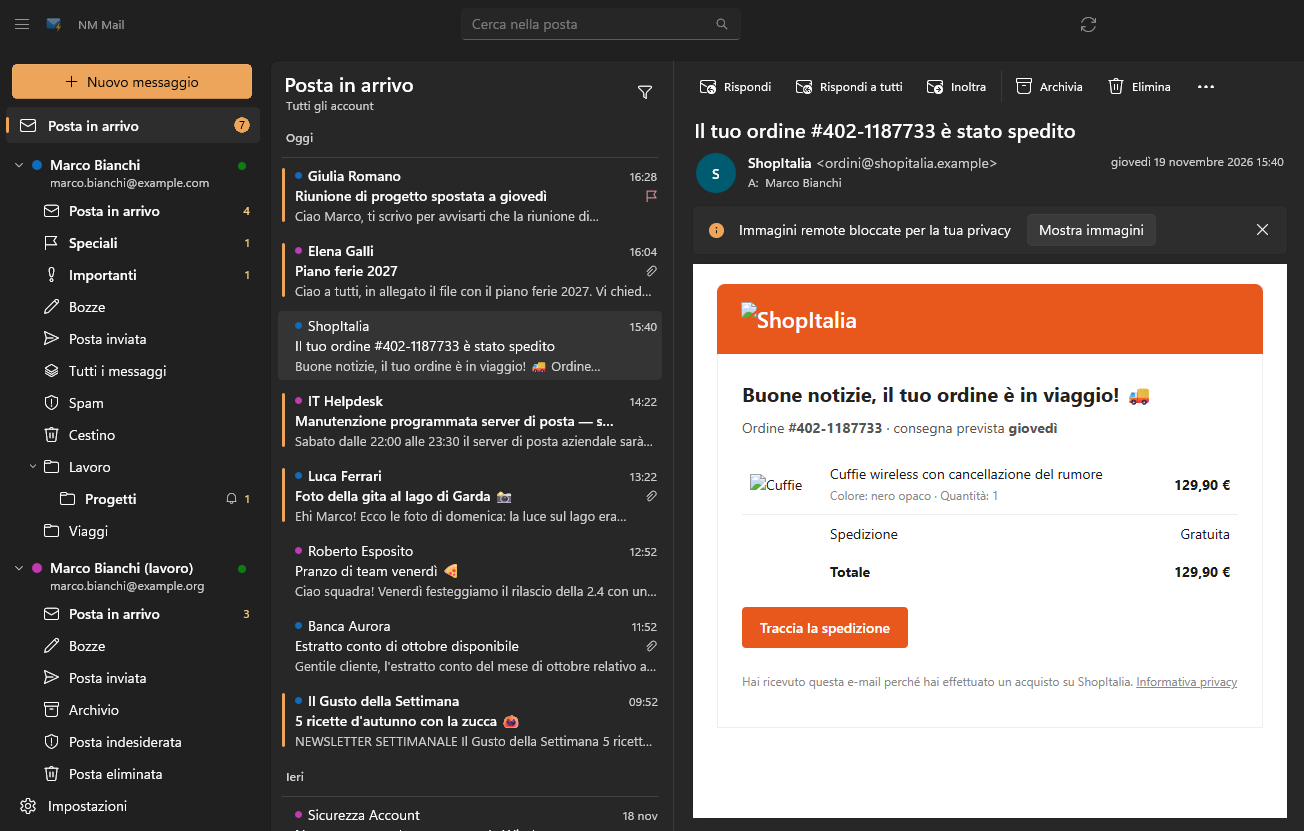 NM Mail
Cerca nella posta
Nuovo messaggio
Posta in arrivo 7
Marco Bianchi
marco.bianchi@example.com
Posta in arrivo 4
Speciali 1
Importanti 1
Bozze
Posta inviata
Tutti i messaggi
Spam
Cestino
Lavoro
Progetti 1
Viaggi
Marco Bianchi (lavoro)
marco.bianchi@example.org
Posta in arrivo 3
Bozze
Posta inviata
Archivio
Posta indesiderata
Posta eliminata
Impostazioni
Posta in arrivo
Tutti gli account
Oggi
Giulia Romano 16:28
Riunione di progetto spostata a giovedì
Ciao Marco, ti scrivo per avvisarti che la riunione di...
Elena Galli 16:04
Piano ferie 2027
Ciao a tutti, in allegato il file con il piano ferie 2027. Vi chied...
ShopItalia 15:40
Il tuo ordine #402-1187733 è stato spedito
Buone notizie, il tuo ordine è in viaggio! 🚚 Ordine...
IT Helpdesk 14:22
Manutenzione programmata server di posta — s...
Sabato dalle 22:00 alle 23:30 il server di posta aziendale sarà...
Luca Ferrari 13:22
Foto della gita al lago di Garda 📸
Ehi Marco! Ecco le foto di domenica: la luce sul lago era...
Roberto Esposito 12:52
Pranzo di team venerdì 🍕
Ciao squadra! Venerdì festeggiamo il rilascio della 2.4 con un...
Banca Aurora 11:52
Estratto conto di ottobre disponibile
Gentile cliente, l'estratto conto del mese di ottobre relativo a...
Il Gusto della Settimana 09:52
5 ricette d'autunno con la zucca 🎃
NEWSLETTER SETTIMANALE Il Gusto della Settimana 5 ricett...
Ieri
Sicurezza Account 18 nov
Rispondi Rispondi a tutti Inoltra Archivia Elimina
Il tuo ordine #402-1187733 è stato spedito
S
ShopItalia <ordini@shopitalia.example> giovedì 19 novembre 2026 15:40
A: Marco Bianchi
Immagini remote bloccate per la tua privacy Mostra immagini
ShopItalia
Buone notizie, il tuo ordine è in viaggio! 🚚
Ordine #402-1187733 · consegna prevista giovedì
Cuffie
Cuffie wireless con cancellazione del rumore 129,90 €
Colore: nero opaco · Quantità: 1
Spedizione Gratuita
Totale 129,90 €
Traccia la spedizione
Hai ricevuto questa e-mail perché hai effettuato un acquisto su ShopItalia. Informativa privacy